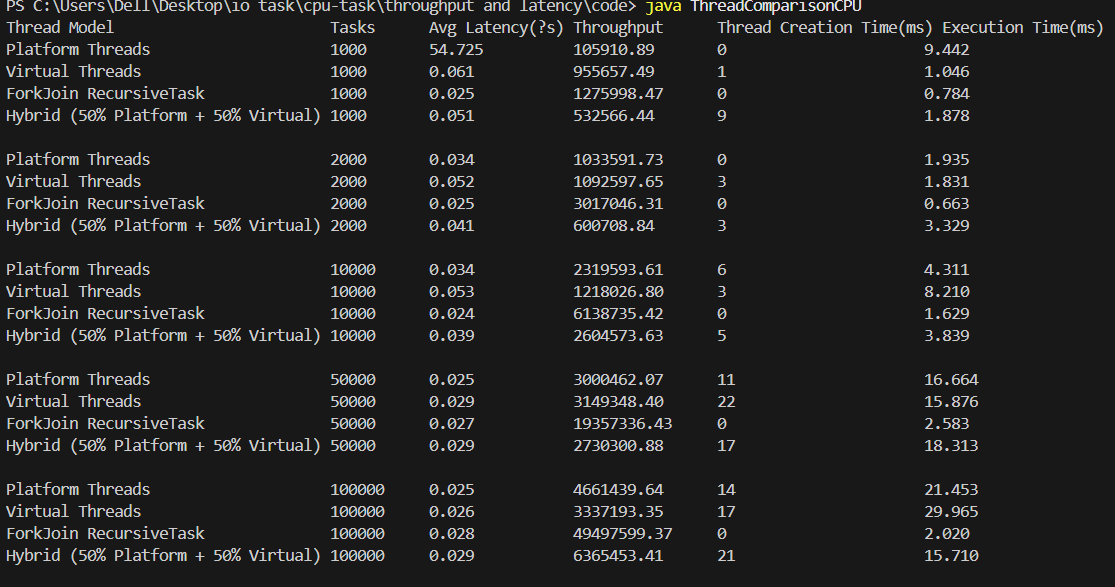 PS C:\Users\Dell\Desktop\io task\cpu-task\throughput and latency\code> java ThreadComparisonCPU
Thread Model Tasks Avg Latency(?s) Throughput Thread Creation Time(ms) Execution Time(ms)
Platform Threads 1000 54.725 105910.89 0 9.442
Virtual Threads 1000 0.061 955657.49 1 1.046
ForkJoin RecursiveTask 1000 0.025 1275998.47 0 0.784
Hybrid (50% Platform + 50% Virtual) 1000 0.051 532566.44 9 1.878
Platform Threads 2000 0.034 1033591.73 0 1.935
Virtual Threads 2000 0.052 1092597.65 3 1.831
ForkJoin RecursiveTask 2000 0.025 3017046.31 0 0.663
Hybrid (50% Platform + 50% Virtual) 2000 0.041 600708.84 3 3.329
Platform Threads 10000 0.034 2319593.61 6 4.311
Virtual Threads 10000 0.053 1218026.80 3 8.210
ForkJoin RecursiveTask 10000 0.024 6138735.42 0 1.629
Hybrid (50% Platform + 50% Virtual) 10000 0.039 2604573.63 5 3.839
Platform Threads 50000 0.025 3000462.07 11 16.664
Virtual Threads 50000 0.029 3149348.40 22 15.876
ForkJoin RecursiveTask 50000 0.027 19357336.43 0 2.583
Hybrid (50% Platform + 50% Virtual) 50000 0.029 2730300.88 17 18.313
Platform Threads 100000 0.025 4661439.64 14 21.453
Virtual Threads 100000 0.026 3337193.35 17 29.965
ForkJoin RecursiveTask 100000 0.028 49497599.37 0 2.020
Hybrid (50% Platform + 50% Virtual) 100000 0.029 6365453.41 21 15.710